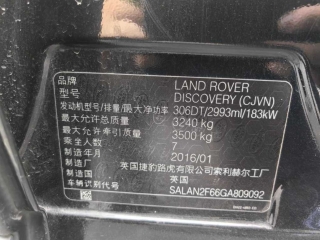 品牌 LAND ROVER
型号 DISCOVERY (CJVN)
发动机型号/排量/最大净功率 306DT/2993ml/183kW
最大允许总质量 3240 kg
最大允许牵引质量 3500 kg
乘坐人数 7
制造年月 2016/01
制造厂名 英国捷豹路虎有限公司索利赫尔工厂
制造国 英国
车辆识别代号 SALAN2F66GA809092